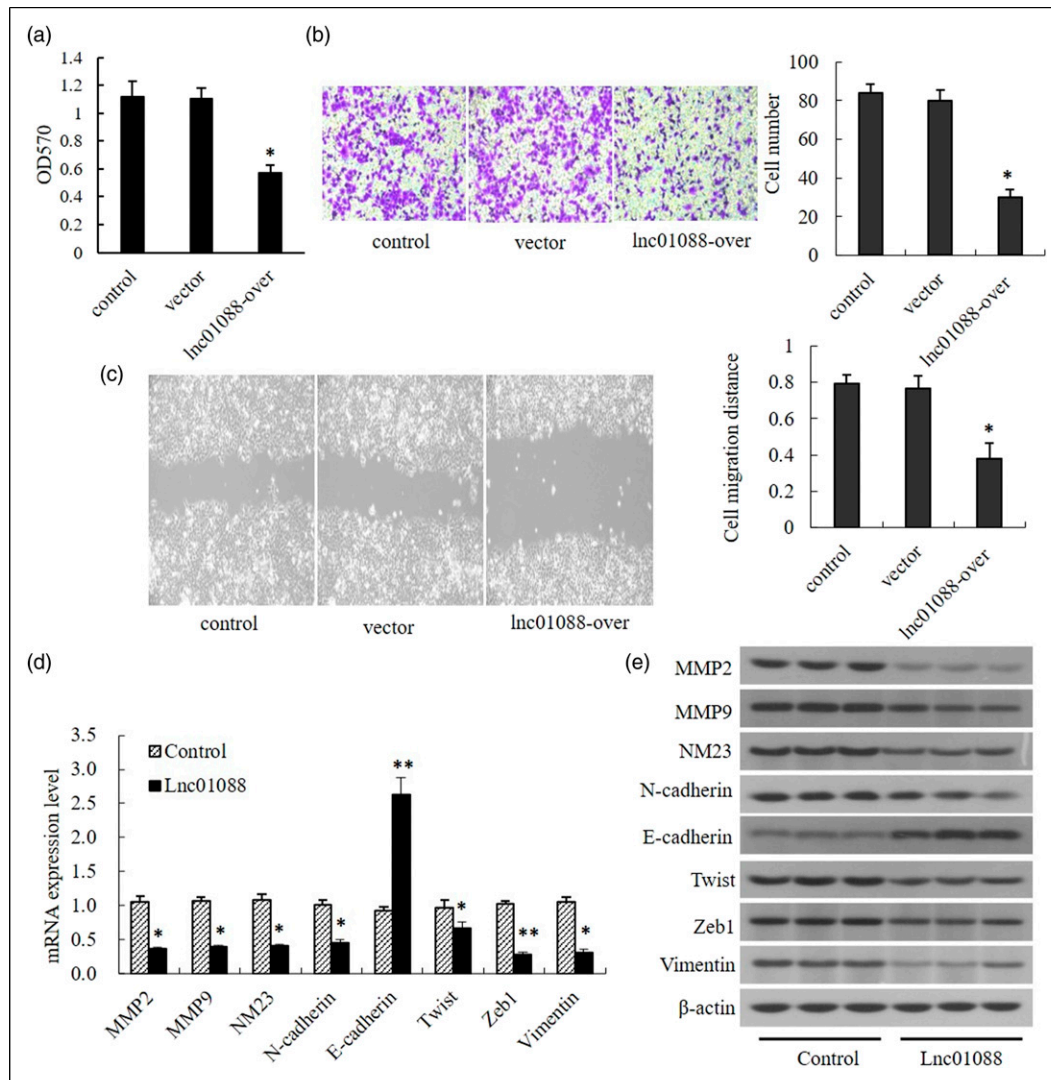 (a)
1.4
1.2
1
0.8
0.6
0.4
0.2
0
OD570
*
control
vector
lnc01088-over
(b)
control
vector
lnc01088-over
100
80
60
40
20
0
Cell number
*
control
vector
lnc01088-over
(c)
control
vector
lnc01088-over
1
0.8
0.6
0.4
0.2
0
Cell migration distance
*
control
vector
lnc01088-over
(d)
3.5
3.0
2.5
2.0
1.5
1.0
0.5
0.0
mRNA expression level
Control
Lnc01088
* * * * ** * ** *
MMP2
MMP9
NM23
N-cadherin
E-cadherin
Twist
Zeb1
Vimentin
(e)
MMP2
MMP9
NM23
N-cadherin
E-cadherin
Twist
Zeb1
Vimentin
β-actin
Control Lnc01088